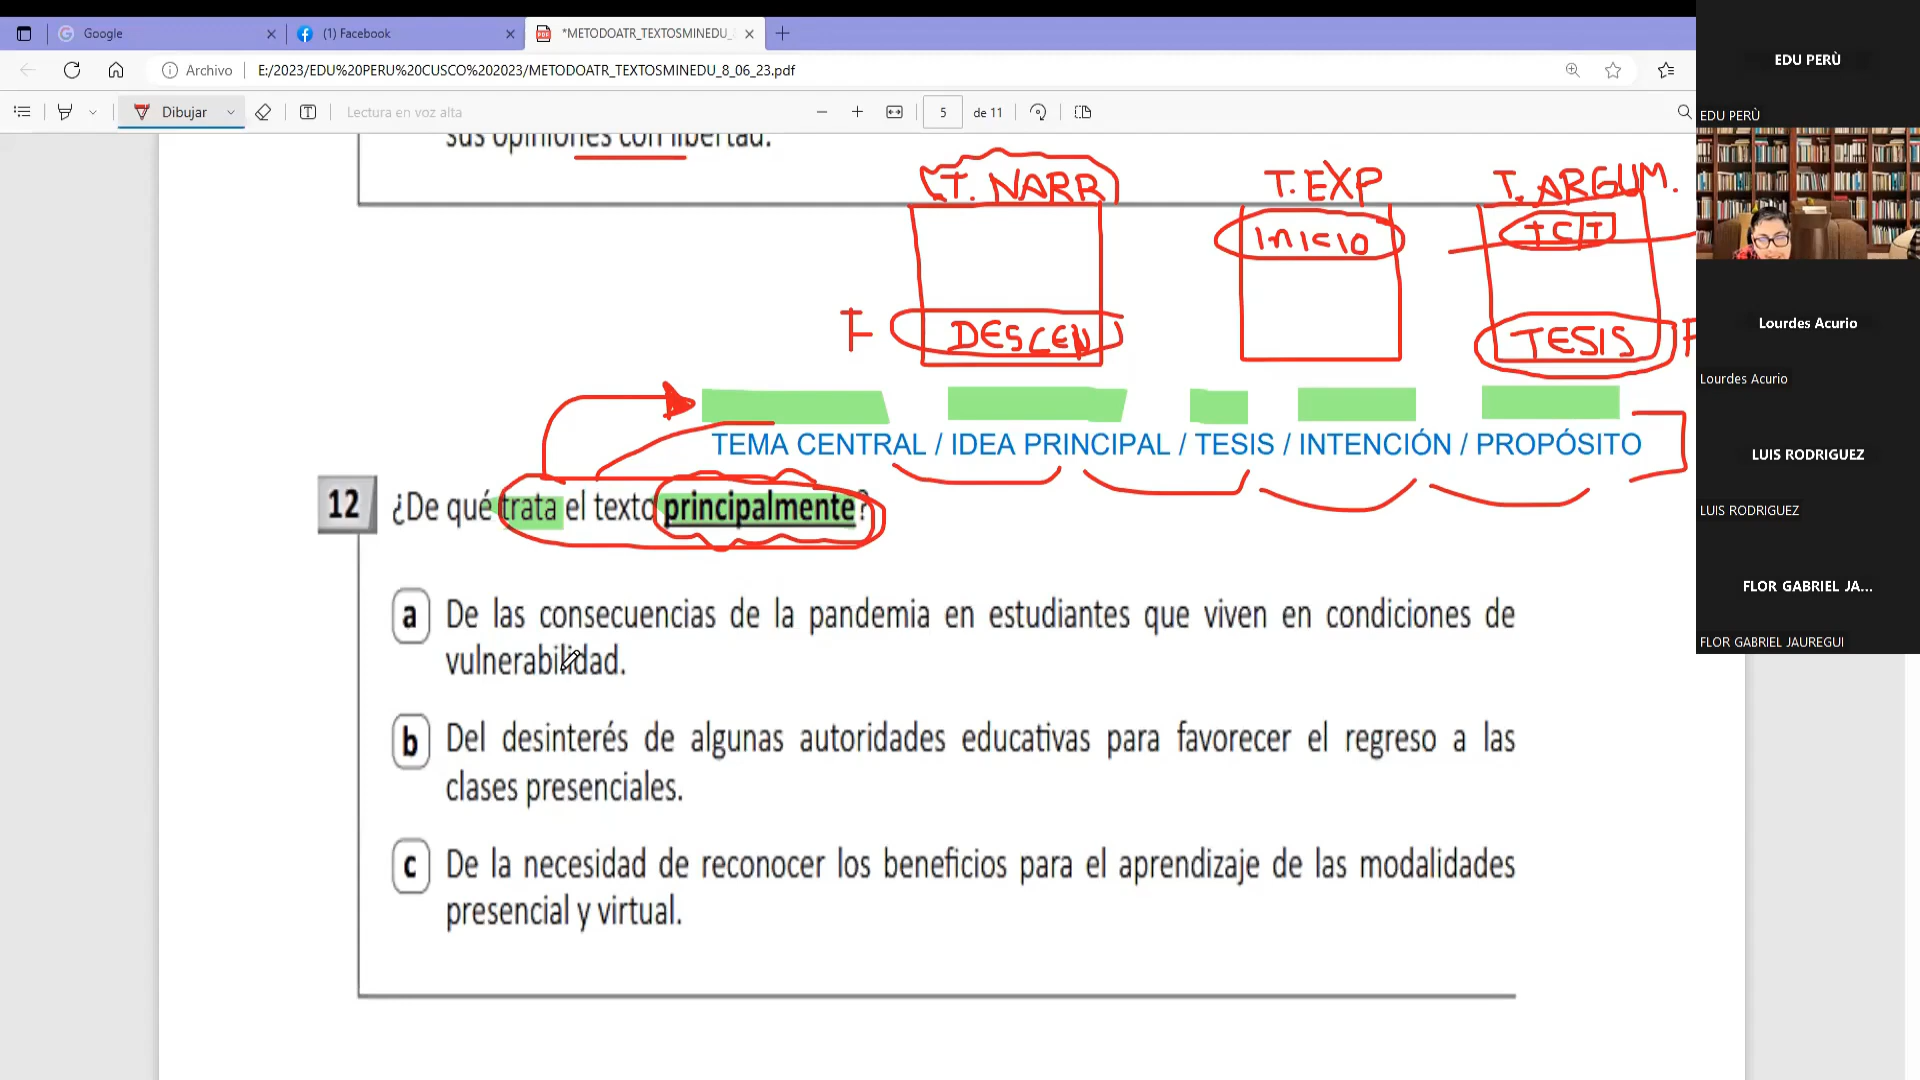 Google
(1) Facebook
*METODOATR_TEXTOSMINEDU_
Archivo
E:/2023/EDU%20PERU%20CUSCO%202023/METODOATR_TEXTOSMINEDU_8_06_23.pdf
Dibujar
Lectura en voz alta
5
de 11
sus opiniones con libertad.
T. NARR
T. EXP
T. ARGUM.
INICIO
TC/T
F
DESCEN
TESIS
F
TEMA CENTRAL / IDEA PRINCIPAL / TESIS / INTENCIÓN / PROPÓSITO
12 ¿De qué trata el texto principalmente?
a De las consecuencias de la pandemia en estudiantes que viven en condiciones de
vulnerabilidad.
b Del desinterés de algunas autoridades educativas para favorecer el regreso a las
clases presenciales.
c De la necesidad de reconocer los beneficios para el aprendizaje de las modalidades
presencial y virtual.
EDU PERÙ
EDU PERÙ
Lourdes Acurio
Lourdes Acurio
LUIS RODRIGUEZ
LUIS RODRIGUEZ
FLOR GABRIEL JA...
FLOR GABRIEL JAUREGUI